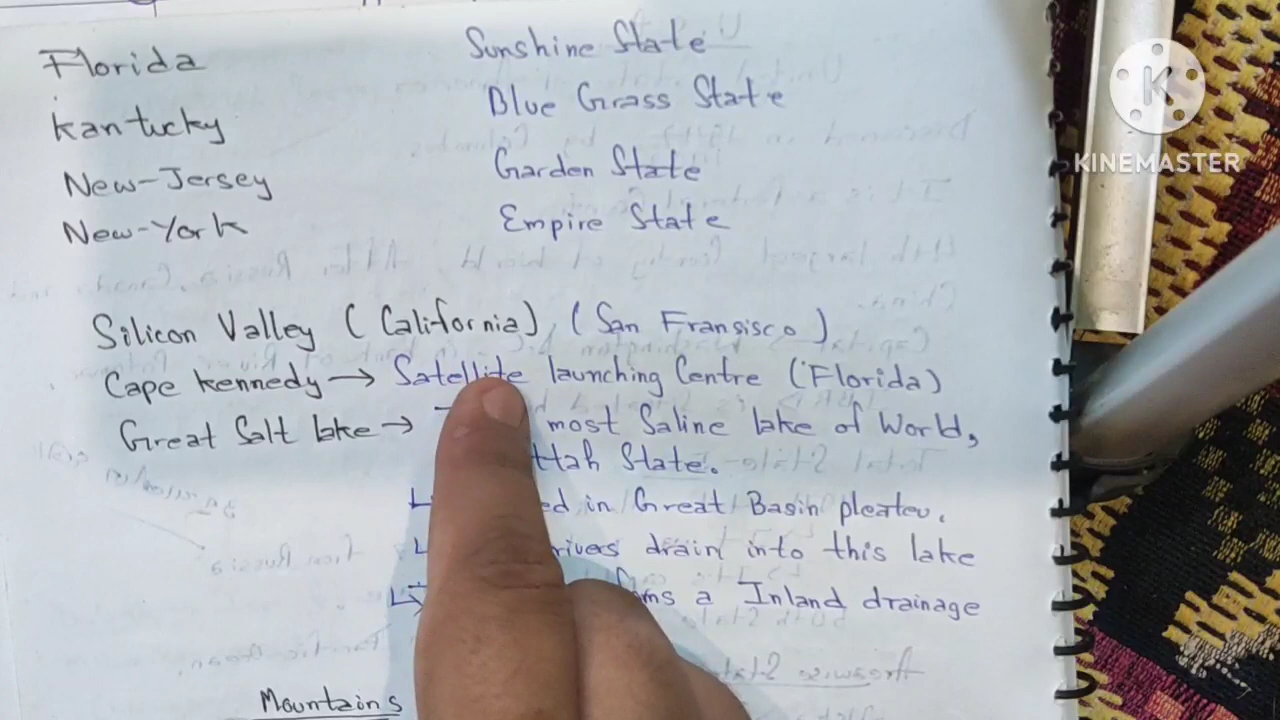 Florida Sunshine State
Kantucky Blue Grass State
New-Jersey Garden State
New-York Empire State
Silicon Valley (California), (San Fransisco)
Cape Kennedy → Satellite launching Centre (Florida)
Great Salt lake → most Saline lake of World,
ttah State.
ed in Great Basin pleateu.
rivers drain into this lake
a Inland drainage
Mountains
K
KINEMASTER